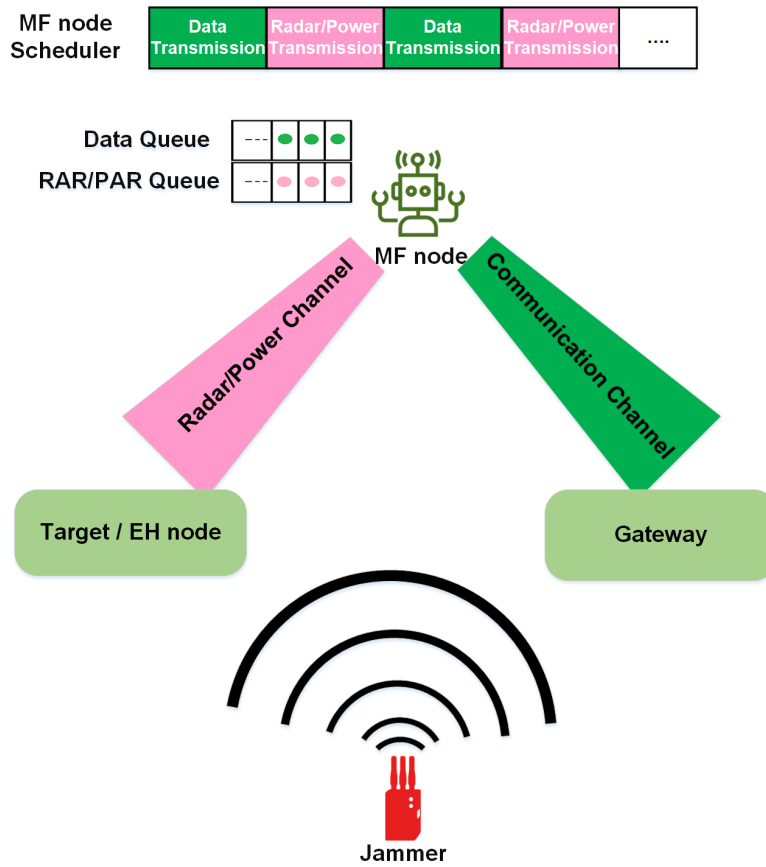 MF node
Scheduler
Data
Transmission
Radar/Power
Transmission
Data
Transmission
Radar/Power
Transmission
....
Data Queue
---
RAR/PAR Queue
---
MF node
Radar/Power Channel
Communication Channel
Target / EH node
Gateway
Jammer